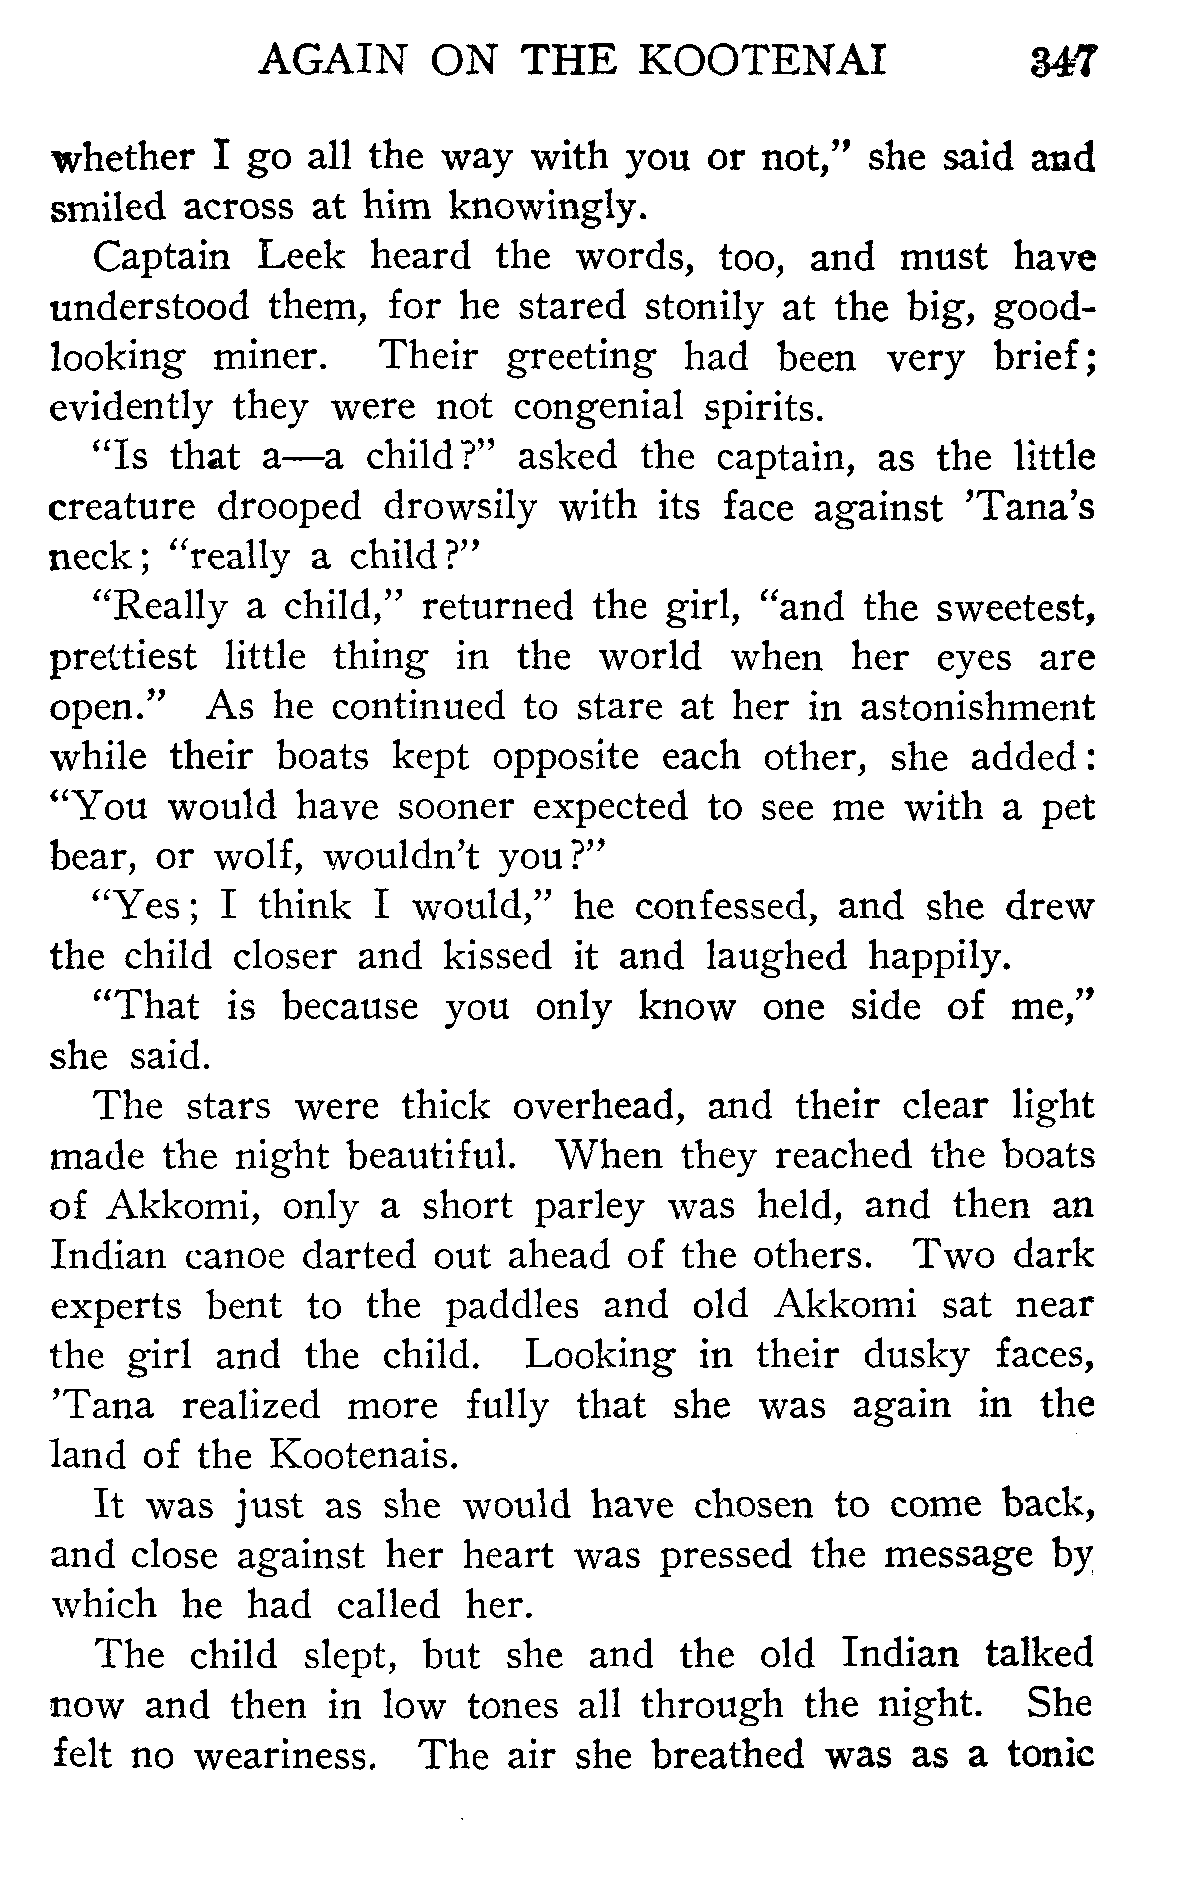 AGAIN ON THE KOOTENAI 347
whether I go all the way with you or not,” she said and
smiled across at him knowingly.
Captain Leek heard the words, too, and must have
understood them, for he stared stonily at the big, good-
looking miner. Their greeting had been very brief;
evidently they were not congenial spirits.
“Is that a—a child?” asked the captain, as the little
creature drooped drowsily with its face against ’Tana’s
neck; “really a child?”
“Really a child,” returned the girl, “and the sweetest,
prettiest little thing in the world when her eyes are
open.” As he continued to stare at her in astonishment
while their boats kept opposite each other, she added:
“You would have sooner expected to see me with a pet
bear, or wolf, wouldn’t you?”
“Yes; I think I would,” he confessed, and she drew
the child closer and kissed it and laughed happily.
“That is because you only know one side of me,”
she said.
The stars were thick overhead, and their clear light
made the night beautiful. When they reached the boats
of Akkomi, only a short parley was held, and then an
Indian canoe darted out ahead of the others. Two dark
experts bent to the paddles and old Akkomi sat near
the girl and the child. Looking in their dusky faces,
’Tana realized more fully that she was again in the
land of the Kootenais.
It was just as she would have chosen to come back,
and close against her heart was pressed the message by
which he had called her.
The child slept, but she and the old Indian talked
now and then in low tones all through the night. She
felt no weariness. The air she breathed was as a tonic